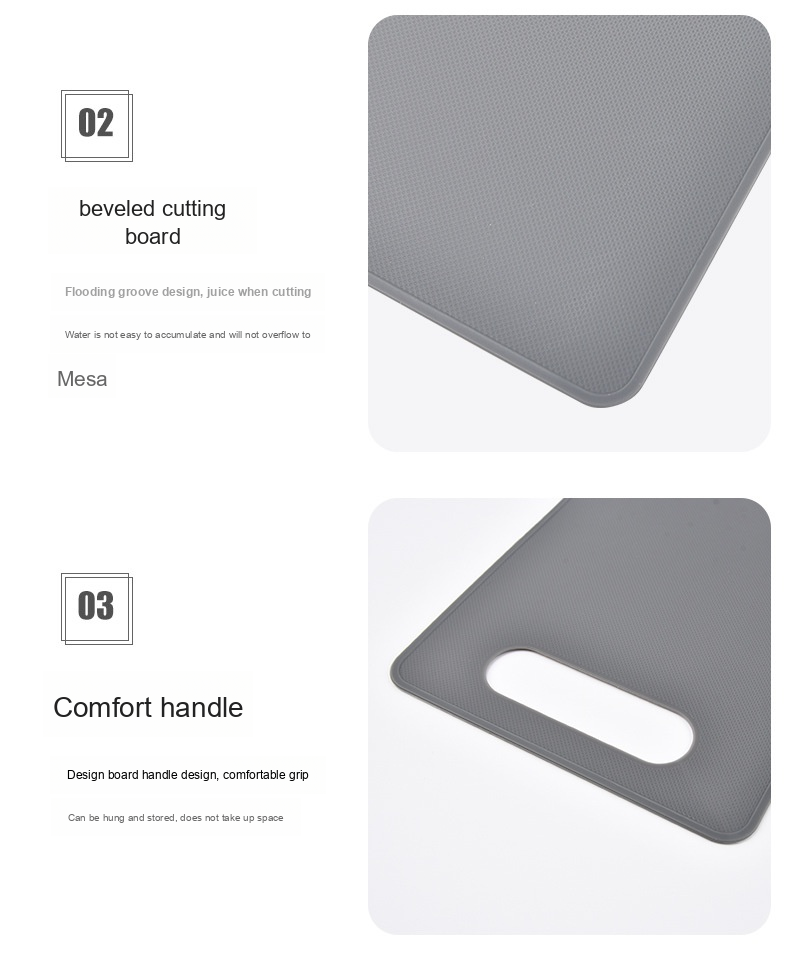 02
beveled cutting
board
Flooding groove design, juice when cutting
Water is not easy to accumulate and will not overflow to
Mesa
03
Comfort handle
Design board handle design, comfortable grip
Can be hung and stored, does not take up space